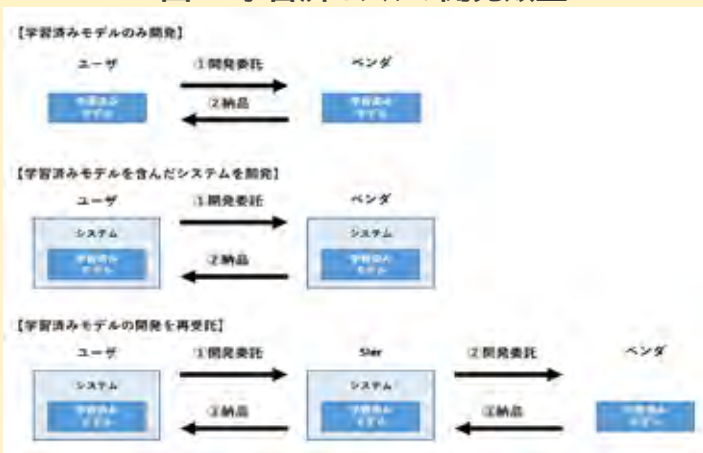 【学習済みモデルのみ開発】
ユーザ ①開発委託 ベンダ
学習済み 学習済み
モデル ②納品 モデル
【学習済みモデルを含んだシステムを開発】
ユーザ ①開発委託 ベンダ
システム システム
学習済み ②納品 学習済み
モデル モデル
【学習済みモデルの開発を再受託】
ユーザ ①開発委託 SIer ②開発委託 ベンダ
システム システム
学習済み ③納品 学習済み ③納品 学習済み
モデル モデル モデル